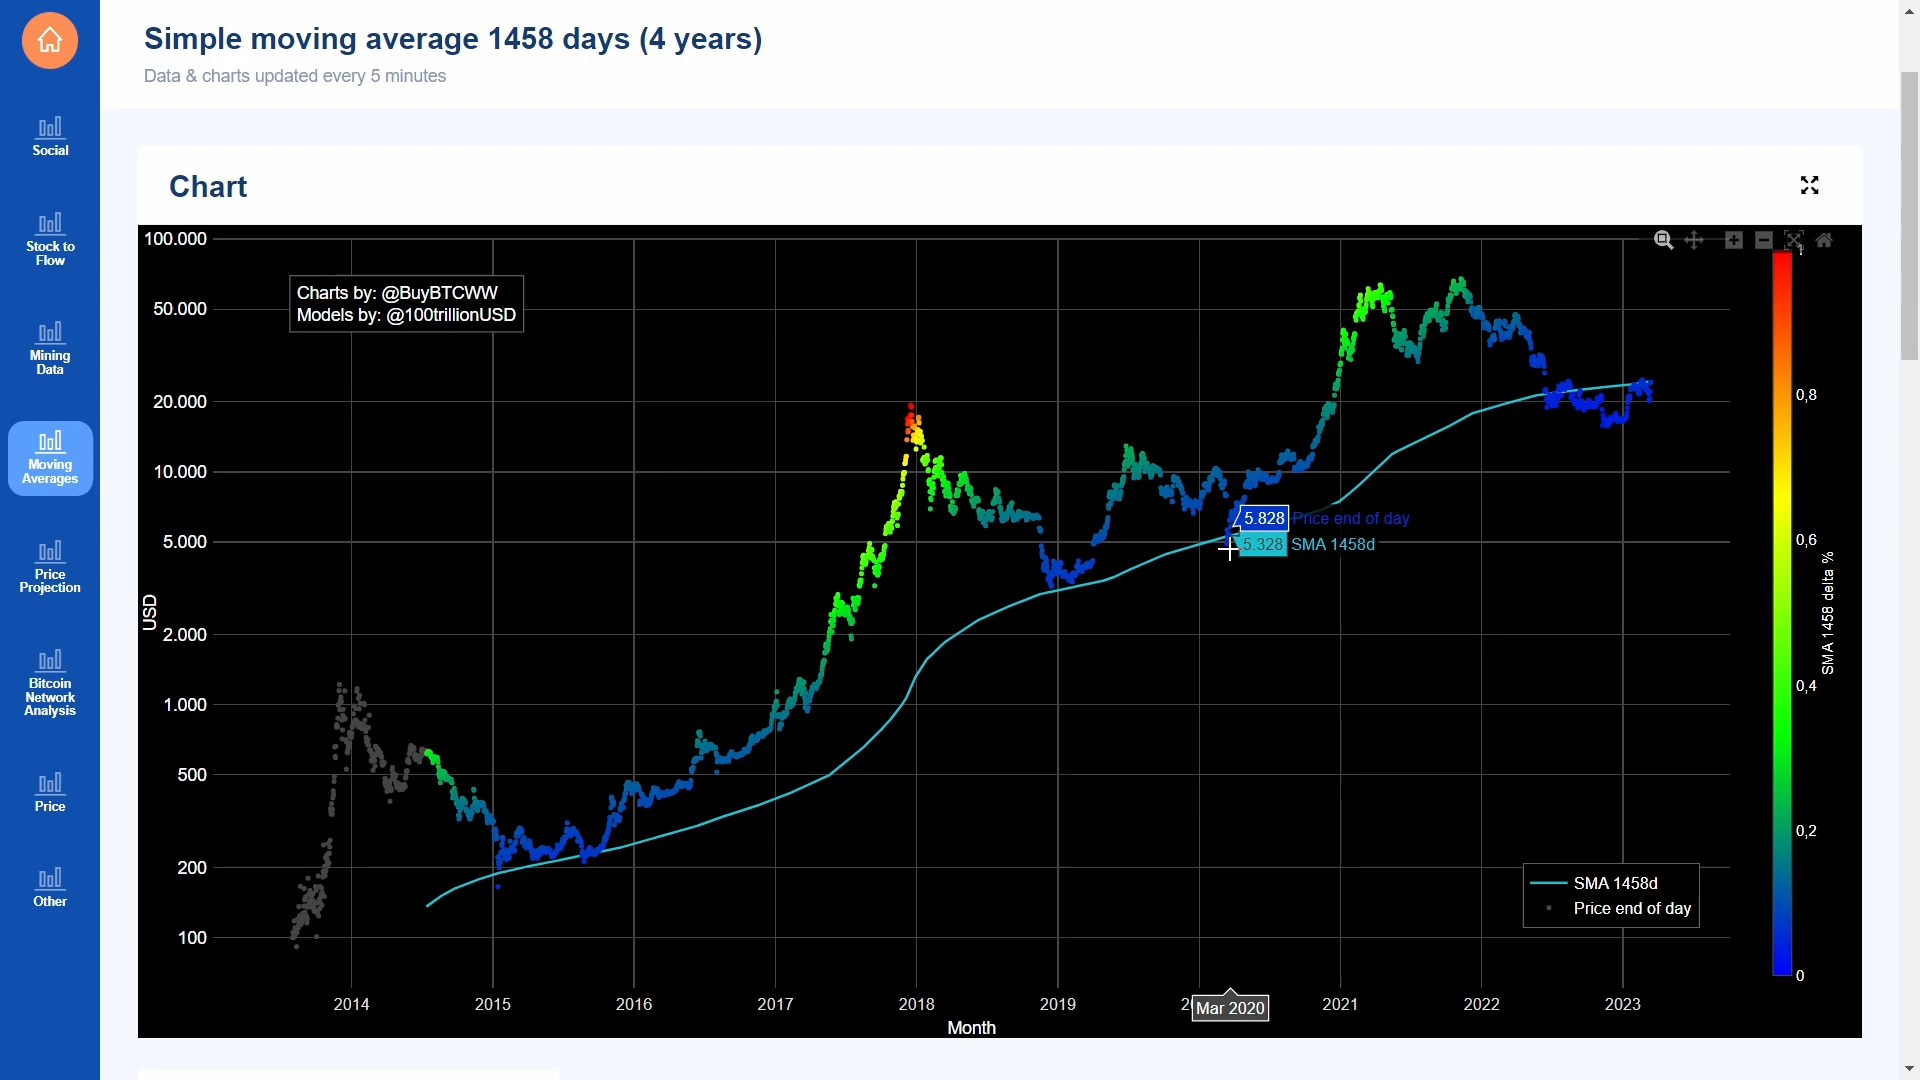 Simple moving average 1458 days (4 years)
Data & charts updated every 5 minutes
Social
Stock to
Flow
Mining
Data
Moving
Averages
Price
Projection
Bitcoin
Network
Analysis
Price
Other
Chart
100.000
50.000
20.000
10.000
5.000
2.000
1.000
500
200
100
USD
Charts by: @BuyBTCWW
Models by: @100trillionUSD
5.828 Price end of day
5.328 SMA 1458d
SMA 1458d
Price end of day
1
0,8
0,6
0,4
0,2
0
SMA 1458 delta %
2014
2015
2016
2017
2018
2019
Mar 2020
2021
2022
2023
Month